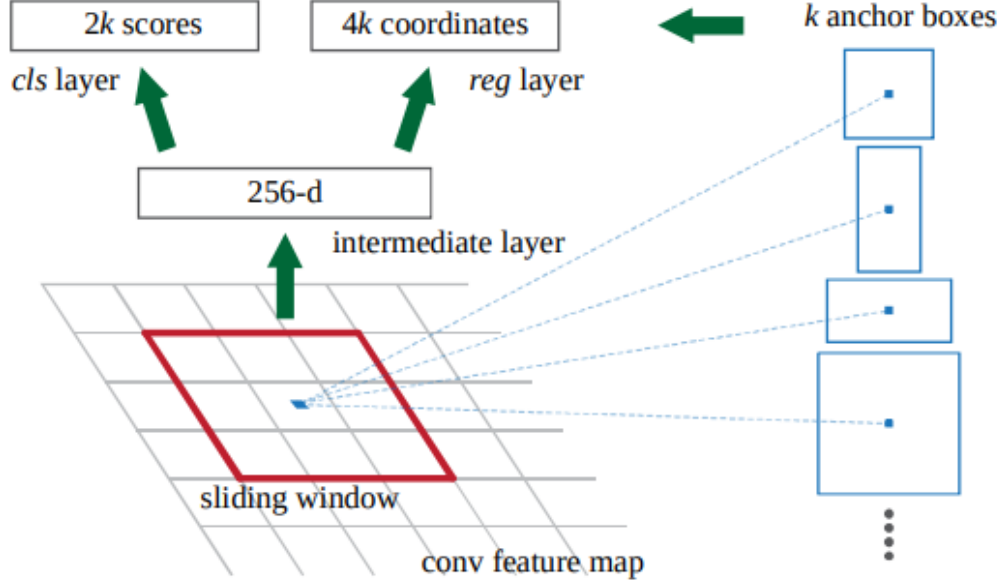 2k scores
4k coordinates
k anchor boxes
cls layer
reg layer
256-d
intermediate layer
sliding window
conv feature map